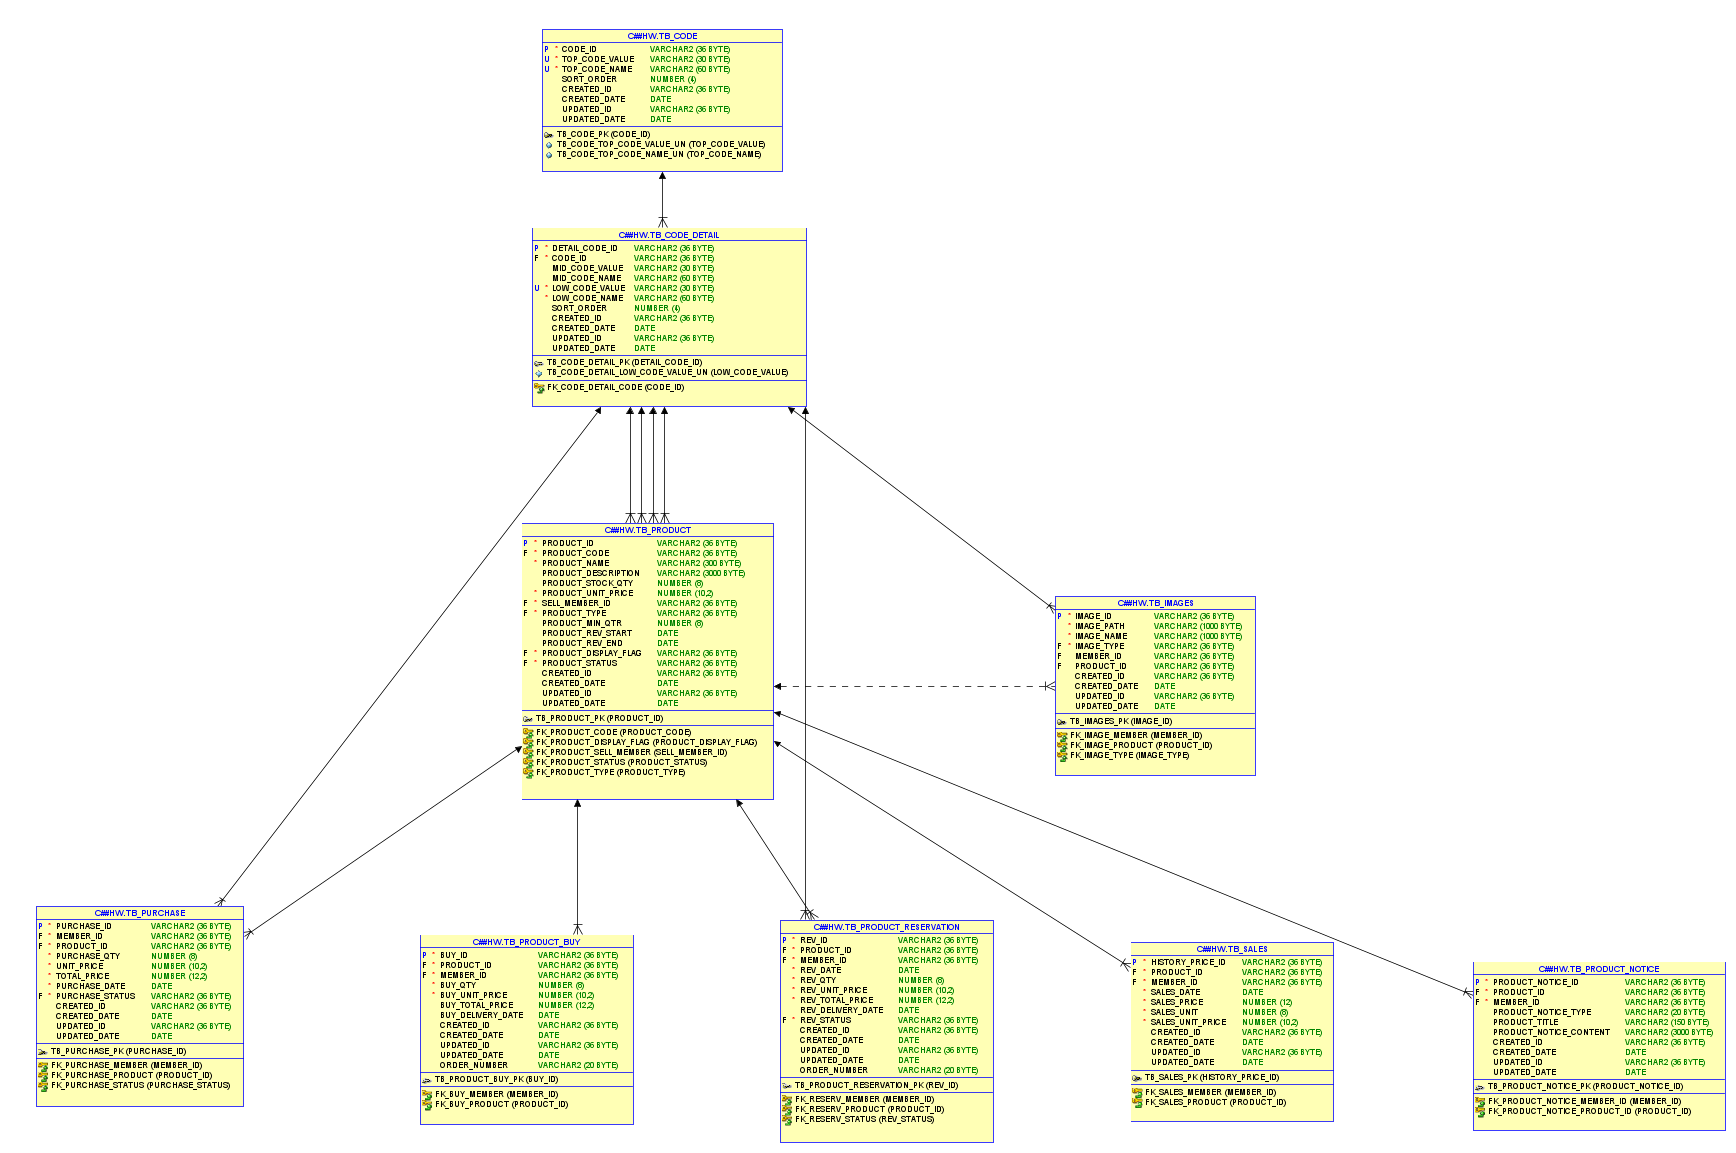 C##HW.TB_CODE
P * CODE_ID VARCHAR2 (36 BYTE)
U * TOP_CODE_VALUE VARCHAR2 (30 BYTE)
U * TOP_CODE_NAME VARCHAR2 (60 BYTE)
SORT_ORDER NUMBER (4)
CREATED_ID VARCHAR2 (36 BYTE)
CREATED_DATE DATE
UPDATED_ID VARCHAR2 (36 BYTE)
UPDATED_DATE DATE
TB_CODE_PK (CODE_ID)
TB_CODE_TOP_CODE_VALUE_UN (TOP_CODE_VALUE)
TB_CODE_TOP_CODE_NAME_UN (TOP_CODE_NAME)
C##HW.TB_CODE_DETAIL
P * DETAIL_CODE_ID VARCHAR2 (36 BYTE)
F * CODE_ID VARCHAR2 (36 BYTE)
MID_CODE_VALUE VARCHAR2 (30 BYTE)
MID_CODE_NAME VARCHAR2 (60 BYTE)
U * LOW_CODE_VALUE VARCHAR2 (30 BYTE)
* LOW_CODE_NAME VARCHAR2 (60 BYTE)
SORT_ORDER NUMBER (4)
CREATED_ID VARCHAR2 (36 BYTE)
CREATED_DATE DATE
UPDATED_ID VARCHAR2 (36 BYTE)
UPDATED_DATE DATE
TB_CODE_DETAIL_PK (DETAIL_CODE_ID)
TB_CODE_DETAIL_LOW_CODE_VALUE_UN (LOW_CODE_VALUE)
FK_CODE_DETAIL_CODE (CODE_ID)
C##HW.TB_PRODUCT
P * PRODUCT_ID VARCHAR2 (36 BYTE)
F * PRODUCT_CODE VARCHAR2 (36 BYTE)
* PRODUCT_NAME VARCHAR2 (300 BYTE)
PRODUCT_DESCRIPTION VARCHAR2 (3000 BYTE)
PRODUCT_STOCK_QTY NUMBER (8)
* PRODUCT_UNIT_PRICE NUMBER (10,2)
F * SELL_MEMBER_ID VARCHAR2 (36 BYTE)
F * PRODUCT_TYPE VARCHAR2 (36 BYTE)
PRODUCT_MIN_QTR NUMBER (8)
PRODUCT_REV_START DATE
PRODUCT_REV_END DATE
F * PRODUCT_DISPLAY_FLAG VARCHAR2 (36 BYTE)
F * PRODUCT_STATUS VARCHAR2 (36 BYTE)
CREATED_ID VARCHAR2 (36 BYTE)
CREATED_DATE DATE
UPDATED_ID VARCHAR2 (36 BYTE)
UPDATED_DATE DATE
TB_PRODUCT_PK (PRODUCT_ID)
FK_PRODUCT_CODE (PRODUCT_CODE)
FK_PRODUCT_DISPLAY_FLAG (PRODUCT_DISPLAY_FLAG)
FK_PRODUCT_SELL_MEMBER (SELL_MEMBER_ID)
FK_PRODUCT_STATUS (PRODUCT_STATUS)
FK_PRODUCT_TYPE (PRODUCT_TYPE)
C##HW.TB_IMAGES
P * IMAGE_ID VARCHAR2 (36 BYTE)
* IMAGE_PATH VARCHAR2 (1000 BYTE)
* IMAGE_NAME VARCHAR2 (1000 BYTE)
F * IMAGE_TYPE VARCHAR2 (36 BYTE)
F MEMBER_ID VARCHAR2 (36 BYTE)
F PRODUCT_ID VARCHAR2 (36 BYTE)
CREATED_ID VARCHAR2 (36 BYTE)
CREATED_DATE DATE
UPDATED_ID VARCHAR2 (36 BYTE)
UPDATED_DATE DATE
TB_IMAGES_PK (IMAGE_ID)
FK_IMAGE_MEMBER (MEMBER_ID)
FK_IMAGE_PRODUCT (PRODUCT_ID)
FK_IMAGE_TYPE (IMAGE_TYPE)
C##HW.TB_PURCHASE
P * PURCHASE_ID VARCHAR2 (36 BYTE)
F * MEMBER_ID VARCHAR2 (36 BYTE)
F * PRODUCT_ID VARCHAR2 (36 BYTE)
* PURCHASE_QTY NUMBER (8)
* UNIT_PRICE NUMBER (10,2)
* TOTAL_PRICE NUMBER (12,2)
* PURCHASE_DATE DATE
F * PURCHASE_STATUS VARCHAR2 (36 BYTE)
CREATED_ID VARCHAR2 (36 BYTE)
CREATED_DATE DATE
UPDATED_ID VARCHAR2 (36 BYTE)
UPDATED_DATE DATE
TB_PURCHASE_PK (PURCHASE_ID)
FK_PURCHASE_MEMBER (MEMBER_ID)
FK_PURCHASE_PRODUCT (PRODUCT_ID)
FK_PURCHASE_STATUS (PURCHASE_STATUS)
C##HW.TB_PRODUCT_BUY
P * BUY_ID VARCHAR2 (36 BYTE)
F * PRODUCT_ID VARCHAR2 (36 BYTE)
F * MEMBER_ID VARCHAR2 (36 BYTE)
* BUY_QTY NUMBER (8)
* BUY_UNIT_PRICE NUMBER (10,2)
BUY_TOTAL_PRICE NUMBER (12,2)
BUY_DELIVERY_DATE DATE
CREATED_ID VARCHAR2 (36 BYTE)
CREATED_DATE DATE
UPDATED_ID VARCHAR2 (36 BYTE)
UPDATED_DATE DATE
ORDER_NUMBER VARCHAR2 (20 BYTE)
TB_PRODUCT_BUY_PK (BUY_ID)
FK_BUY_MEMBER (MEMBER_ID)
FK_BUY_PRODUCT (PRODUCT_ID)
C##HW.TB_PRODUCT_RESERVATION
P * REV_ID VARCHAR2 (36 BYTE)
F * PRODUCT_ID VARCHAR2 (36 BYTE)
F * MEMBER_ID VARCHAR2 (36 BYTE)
* REV_DATE DATE
* REV_QTY NUMBER (8)
* REV_UNIT_PRICE NUMBER (10,2)
* REV_TOTAL_PRICE NUMBER (12,2)
REV_DELIVERY_DATE DATE
F * REV_STATUS VARCHAR2 (36 BYTE)
CREATED_ID VARCHAR2 (36 BYTE)
CREATED_DATE DATE
UPDATED_ID VARCHAR2 (36 BYTE)
UPDATED_DATE DATE
ORDER_NUMBER VARCHAR2 (20 BYTE)
TB_PRODUCT_RESERVATION_PK (REV_ID)
FK_RESERV_MEMBER (MEMBER_ID)
FK_RESERV_PRODUCT (PRODUCT_ID)
FK_RESERV_STATUS (REV_STATUS)
C##HW.TB_SALES
P * HISTORY_PRICE_ID VARCHAR2 (36 BYTE)
F * PRODUCT_ID VARCHAR2 (36 BYTE)
F * MEMBER_ID VARCHAR2 (36 BYTE)
* SALES_DATE DATE
* SALES_PRICE NUMBER (12)
* SALES_UNIT NUMBER (8)
* SALES_UNIT_PRICE NUMBER (10,2)
CREATED_ID VARCHAR2 (36 BYTE)
CREATED_DATE DATE
UPDATED_ID VARCHAR2 (36 BYTE)
UPDATED_DATE DATE
TB_SALES_PK (HISTORY_PRICE_ID)
FK_SALES_MEMBER (MEMBER_ID)
FK_SALES_PRODUCT (PRODUCT_ID)
C##HW.TB_PRODUCT_NOTICE
P * PRODUCT_NOTICE_ID VARCHAR2 (36 BYTE)
F * PRODUCT_ID VARCHAR2 (36 BYTE)
F * MEMBER_ID VARCHAR2 (36 BYTE)
PRODUCT_NOTICE_TYPE VARCHAR2 (20 BYTE)
PRODUCT_TITLE VARCHAR2 (150 BYTE)
PRODUCT_NOTICE_CONTENT VARCHAR2 (3000 BYTE)
CREATED_ID VARCHAR2 (36 BYTE)
CREATED_DATE DATE
UPDATED_ID VARCHAR2 (36 BYTE)
UPDATED_DATE DATE
TB_PRODUCT_NOTICE_PK (PRODUCT_NOTICE_ID)
FK_PRODUCT_NOTICE_MEMBER_ID (MEMBER_ID)
FK_PRODUCT_NOTICE_PRODUCT_ID (PRODUCT_ID)